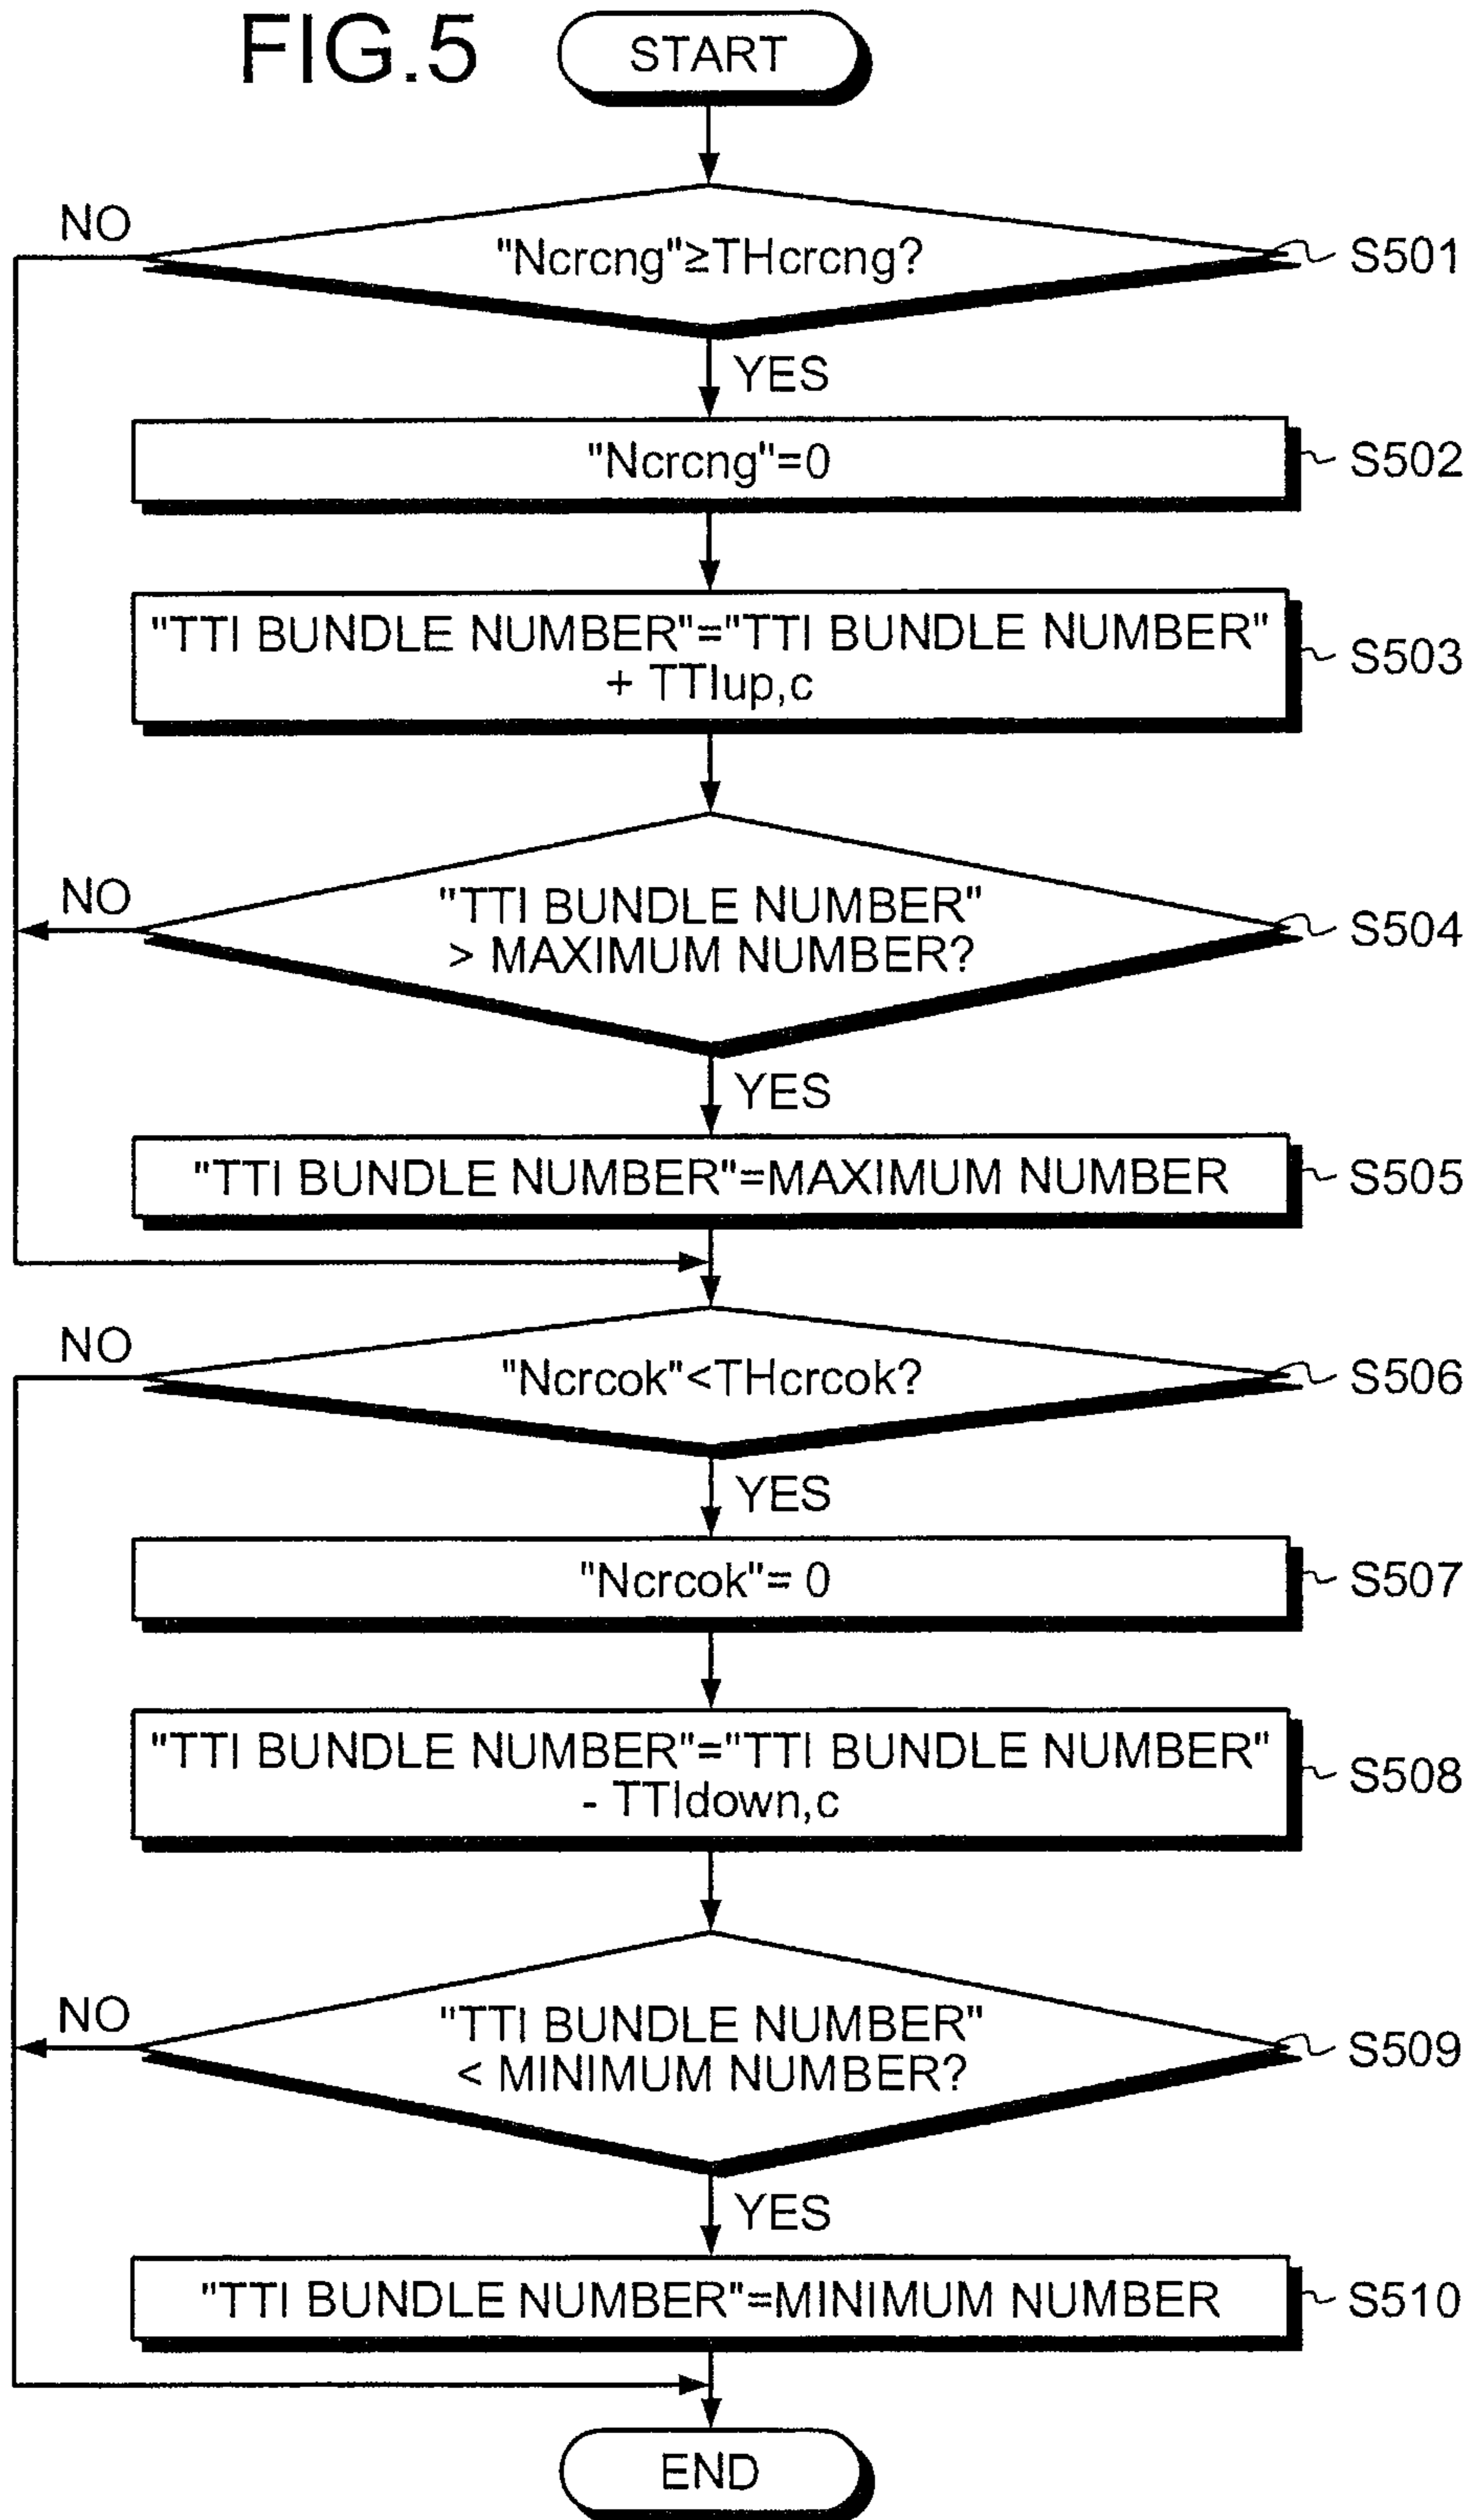 FIG.5
START
NO
"Ncrcng"≥THcrcng?
S501
YES
"Ncrcng"=0
S502
"TTI BUNDLE NUMBER"="TTI BUNDLE NUMBER"
+ TTIup,c
S503
NO
"TTI BUNDLE NUMBER"
> MAXIMUM NUMBER?
S504
YES
"TTI BUNDLE NUMBER"=MAXIMUM NUMBER
S505
NO
"Ncrcok"<THcrcok?
S506
YES
"Ncrcok"= 0
S507
"TTI BUNDLE NUMBER"="TTI BUNDLE NUMBER"
- TTIdown,c
S508
NO
"TTI BUNDLE NUMBER"
< MINIMUM NUMBER?
S509
YES
"TTI BUNDLE NUMBER"=MINIMUM NUMBER
S510
END